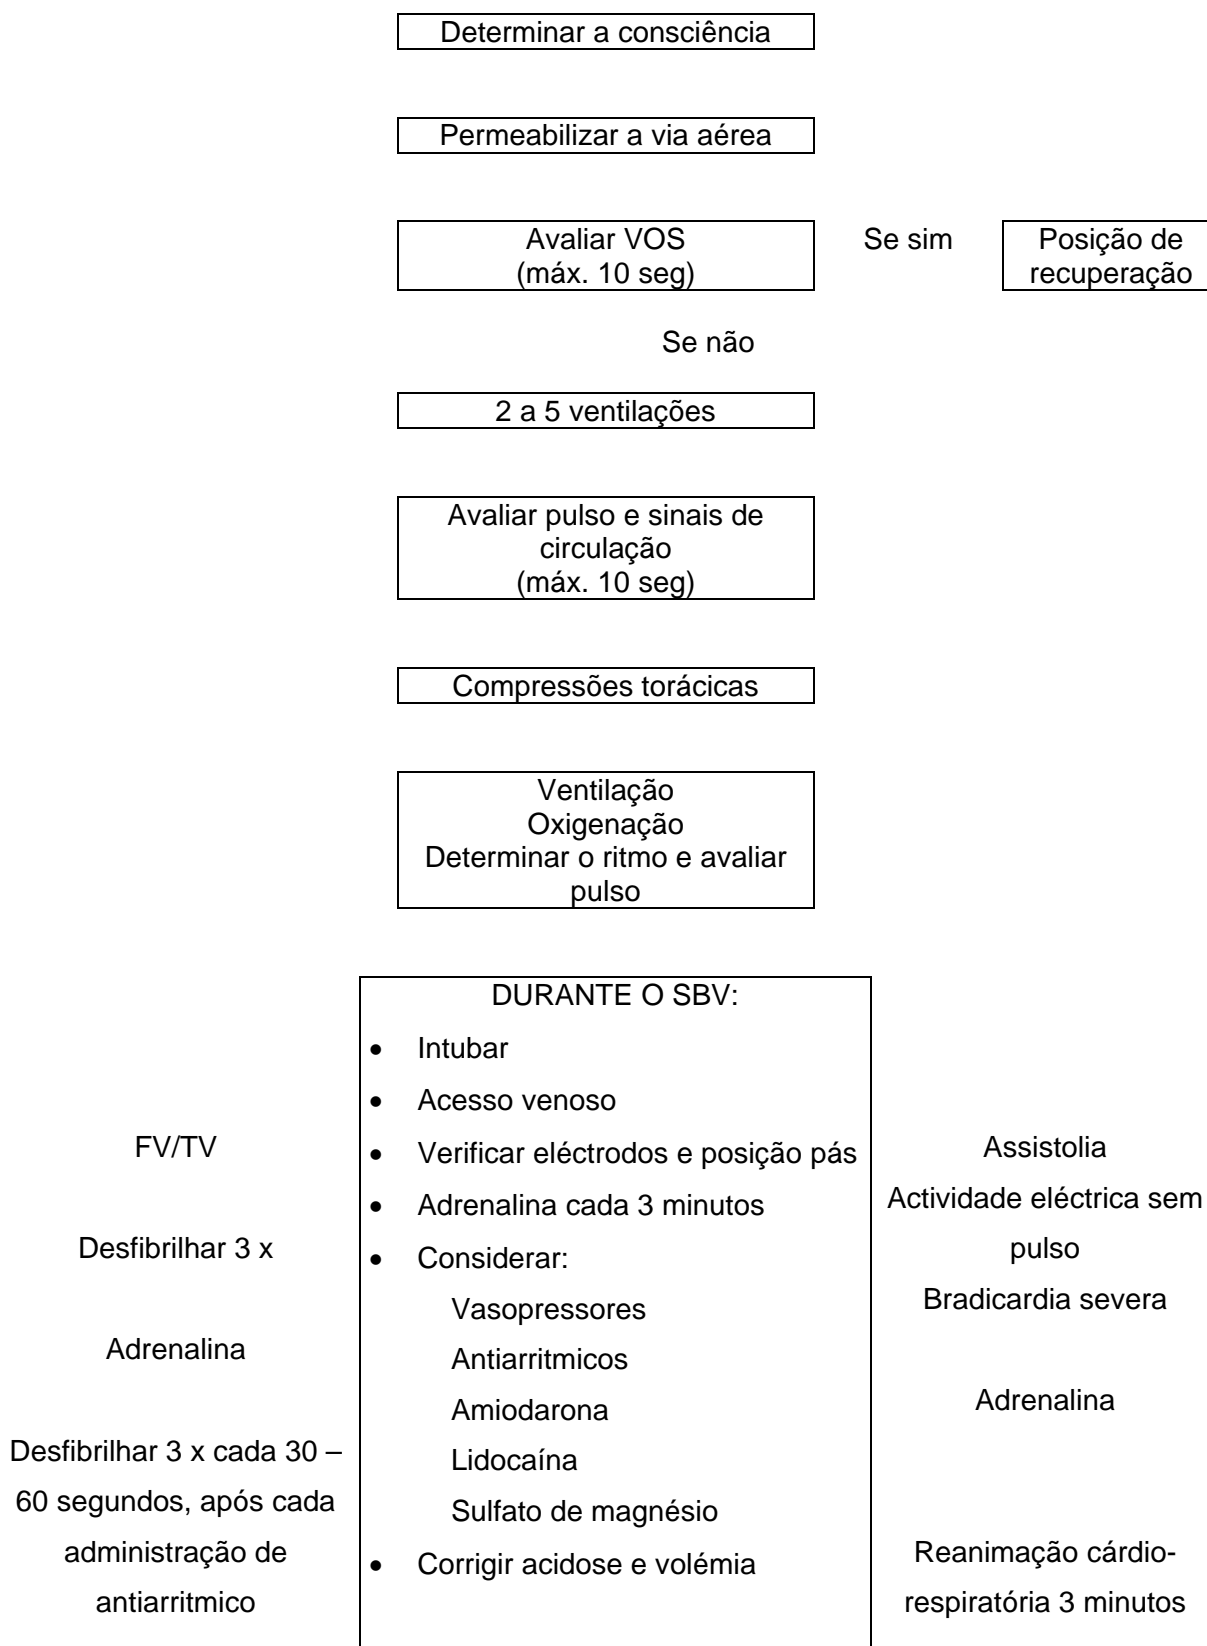 Determinar a consciência
Permeabilizar a via aérea
Avaliar VOS
(máx. 10 seg)
Se sim
Posição de
recuperação
Se não
2 a 5 ventilações
Avaliar pulso e sinais de
circulação
(máx. 10 seg)
Compressões torácicas
Ventilação
Oxigenação
Determinar o ritmo e avaliar
pulso
FV/TV
Desfibrilhar 3 x
Adrenalina
Desfibrilhar 3 x cada 30 –
60 segundos, após cada
administração de
antiarritmico
DURANTE O SBV:
• Intubar
• Acesso venoso
• Verificar eléctrodos e posição pás
• Adrenalina cada 3 minutos
• Considerar:
Vasopressores
Antiarritmicos
Amiodarona
Lidocaína
Sulfato de magnésio
• Corrigir acidose e volémia
Assistolia
Actividade eléctrica sem
pulso
Bradicardia severa
Adrenalina
Reanimação cárdio-
respiratória 3 minutos